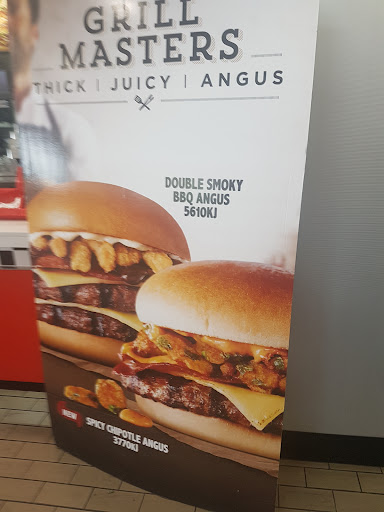 GRILL
MASTERS
THICK | JUICY | ANGUS
DOUBLE SMOKY
BBQ ANGUS
5610KJ
NEW
SPICY CHIPOTLE ANGUS
3770KJ